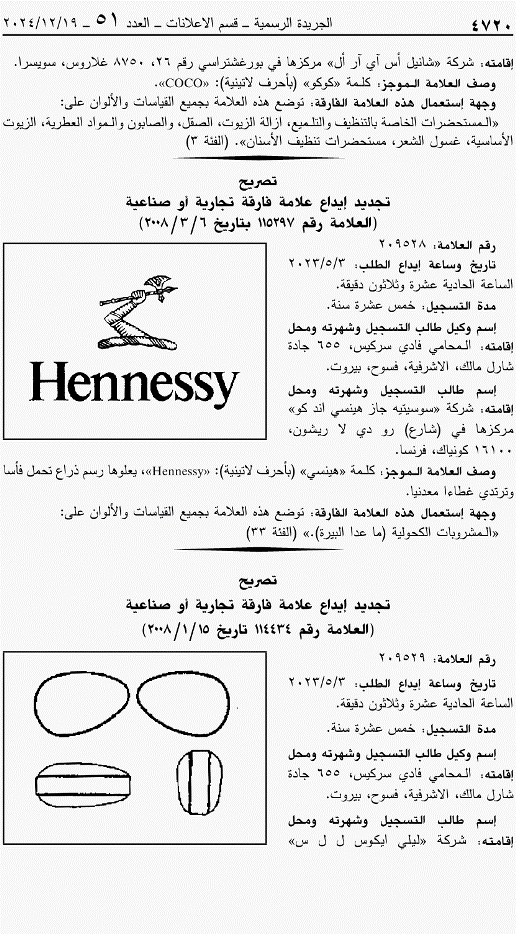 ٤٧٢٠ الجريدة الرسمية ــ قسم الاعلانات ــ العدد ٥١ ــ ٢٠٢٤/١٢/١٩
إقامته: شركة «شانيل أس آي آر أل» مركزها في بورغشتراسي رقم ٢٦، ٨٧٥٠ غلاروس، سويسرا.
وصف العلامة الموجز: كلمة «كوكو» (بأحرف لاتينية): «COCO».
وجهة إستعمال هذه العلامة الفارقة: توضع هذه العلامة بجميع القياسات والألوان على:
«المستحضرات الخاصة بالتنظيف والتلميع، ازالة الزيوت، الصقل، والصابون والمواد العطرية، الزيوت
الأساسية، غسول الشعر، مستحضرات تنظيف الأسنان». (الفئة ٣)
تصريح
تجديد إيداع علامة فارقة تجارية أو صناعية
(العلامة رقم ١١٥٢٩٧ بتاريخ ٢٠٠٨/٣/٦)
رقم العلامة: ٢٠٩٥٢٨
تاريخ وساعة إيداع الطلب: ٢٠٢٣/٥/٣
الساعة الحادية عشرة وثلاثون دقيقة.
مدة التسجيل: خمس عشرة سنة.
إسم وكيل طالب التسجيل وشهرته ومحل
إقامته: المحامي فادي سركيس، ٦٥٥ جادة
شارل مالك، الاشرفية، فسوح، بيروت.
إسم طالب التسجيل وشهرته ومحل
إقامته: شركة «سوسيتيه جاز هينسي اند كو»
مركزها في (شارع) رو دي لا ريشون،
١٦١٠٠ كونياك، فرنسا.
Hennessy
وصف العلامة الموجز: كلمة «هينسي» (بأحرف لاتينية): «Hennessy»، يعلوها رسم ذراع تحمل فأسا
وترتدي غطاءا معدنيا.
وجهة إستعمال هذه العلامة الفارقة: توضع هذه العلامة بجميع القياسات والألوان على:
«المشروبات الكحولية (ما عدا البيرة).» (الفئة ٣٣)
تصريح
تجديد إيداع علامة فارقة تجارية أو صناعية
(العلامة رقم ١١٤٤٣٤ تاريخ ٢٠٠٨/١/١٥)
رقم العلامة: ٢٠٩٥٢٩
تاريخ وساعة إيداع الطلب: ٢٠٢٣/٥/٣
الساعة الحادية عشرة وثلاثون دقيقة.
مدة التسجيل: خمس عشرة سنة.
إسم وكيل طالب التسجيل وشهرته ومحل
إقامته: المحامي فادي سركيس، ٦٥٥ جادة
شارل مالك، الاشرفية، فسوح، بيروت.
إسم طالب التسجيل وشهرته ومحل
إقامته: شركة «ليلي ايكوس ل ل س»